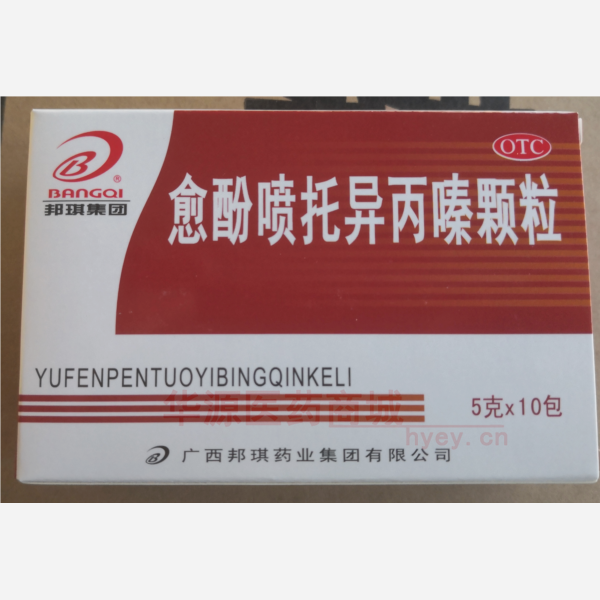 BANGQI
®
邦琪集团
OTC
愈酚喷托异丙嗪颗粒
YUFENPENTUOYIBINGQINKELI
华源医药商城
5克x10包
hyey.cn
广西邦琪药业集团有限公司